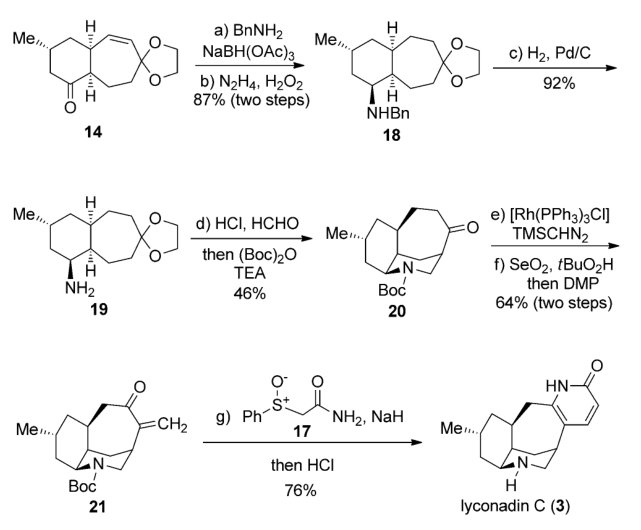 a) BnNH2
NaBH(OAc)3
b) N2H4, H2O2
87% (two steps)
Me
H
H
O
O
O
14
Me
H
H
O
O
NHBn
18
c) H2, Pd/C
92%
Me
H
H
O
O
NH2
19
d) HCl, HCHO
then (Boc)2O
TEA
46%
Me
O
N
Boc
20
e) [Rh(PPh3)3Cl]
TMSCHN2
f) SeO2, tBuO2H
then DMP
64% (two steps)
Me
O
CH2
N
Boc
21
g)
O-
S+
Ph
O
NH2, NaH
17
then HCl
76%
Me
HN
O
N
H
lyconadin C (3)